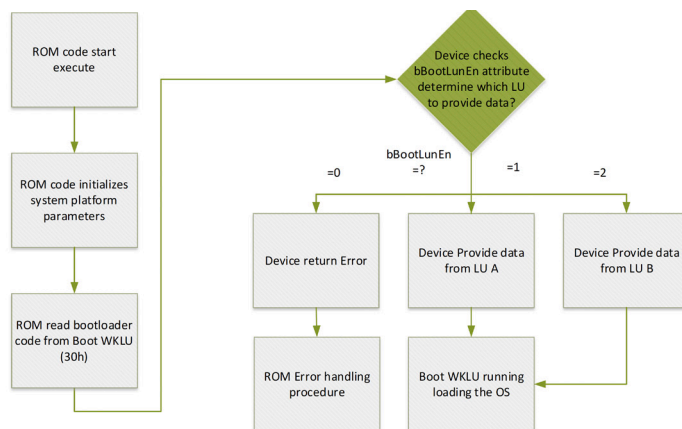 ROM code start
execute
ROM code initializes
system platform
parameters
ROM read bootloader
code from Boot WKLU
(30h)
Device checks
bBootLunEn attribute
determine which LU
to provide data?
bBootLunEn
=?
=0
=1
=2
Device return Error
Device Provide data
from LU A
Device Provide data
from LU B
ROM Error handling
procedure
Boot WKLU running
loading the OS